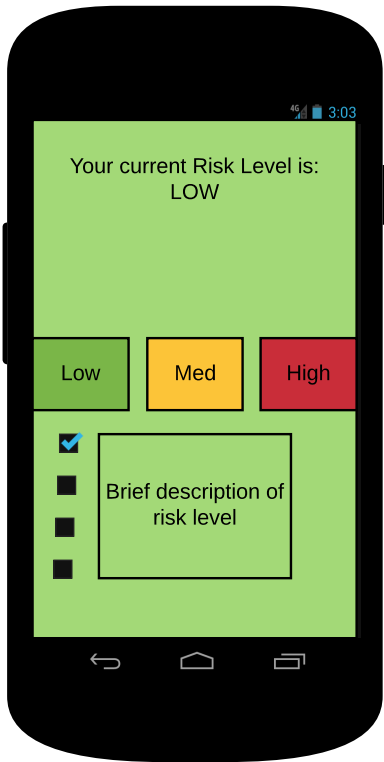 4G 3:03
Your current Risk Level is:
LOW
Low Med High
Brief description of
risk level